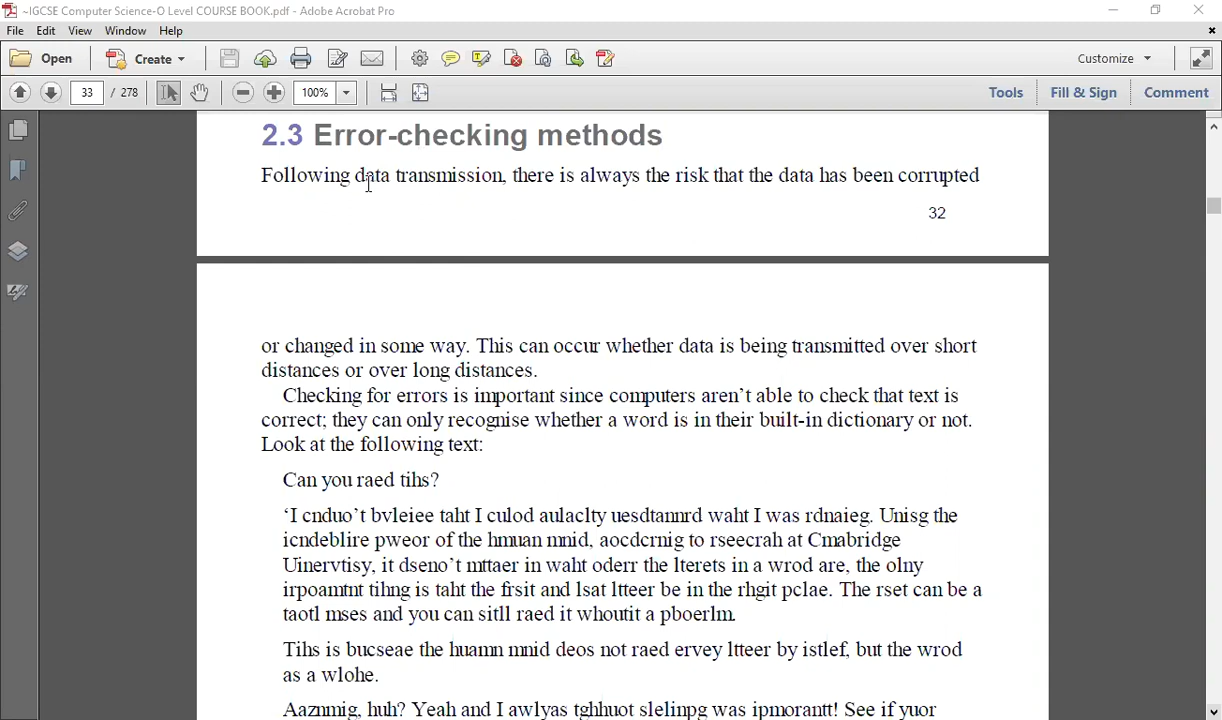 ~IGCSE Computer Science-O Level COURSE BOOK.pdf - Adobe Acrobat Pro
File Edit View Window Help
Open Create Customize
33 / 278 100% Tools Fill & Sign Comment
2.3 Error-checking methods
Following data transmission, there is always the risk that the data has been corrupted
32
or changed in some way. This can occur whether data is being transmitted over short
distances or over long distances.
Checking for errors is important since computers aren’t able to check that text is
correct; they can only recognise whether a word is in their built-in dictionary or not.
Look at the following text:
Can you raed tihs?
‘I cnduo’t bvleiee taht I culod aulaclty uesdtannrd waht I was rdnaieg. Unisg the
icndeblire pweor of the hmuan mnid, aocdcrnig to rseecrah at Cmabridge
Uinervtisy, it dseno’t mttaer in waht oderr the lterets in a wrod are, the olny
irpoamtnt tihng is taht the frsit and lsat ltteer be in the rhgit pclae. The rset can be a
taotl mses and you can sitll raed it whoutit a pboerlm.
Tihs is bucseae the huamn mnid deos not raed ervey ltteer by istlef, but the wrod
as a wlohe.
Aaznmig, huh? Yeah and I awlyas tghhuot slelinpg was ipmorantt! See if yuor